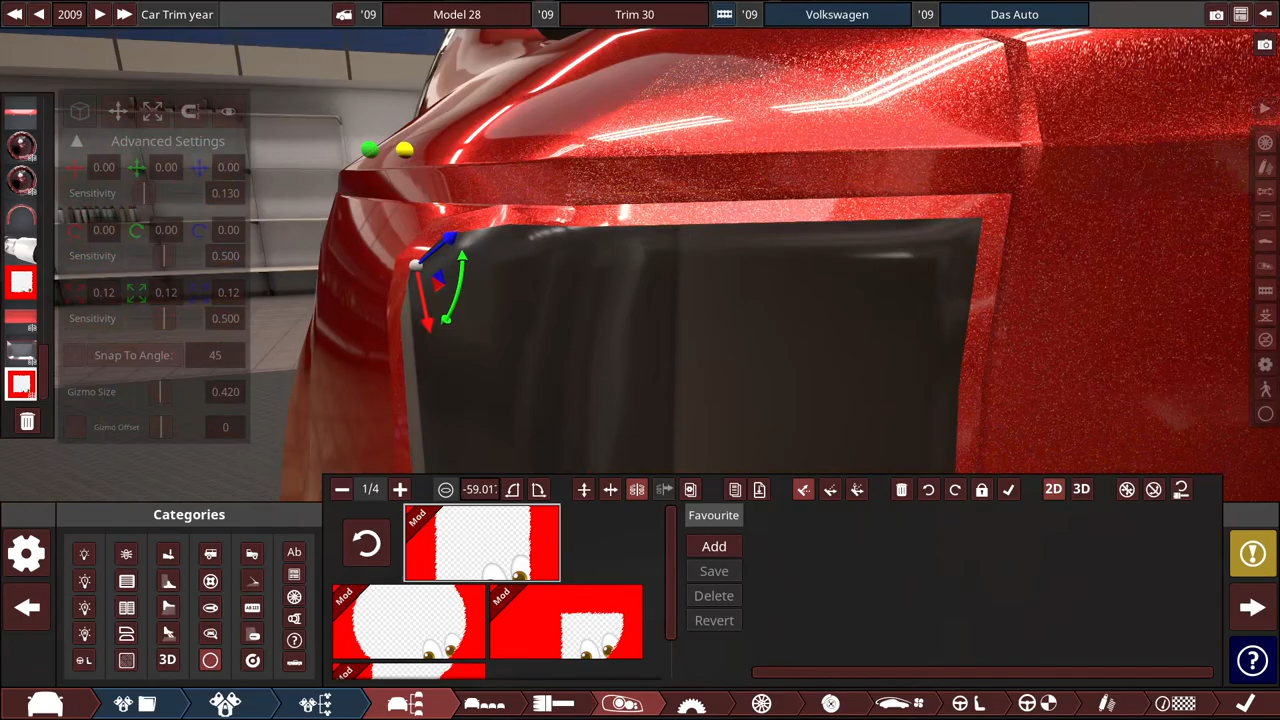 2009 Car Trim year '09 Model 28 '09 Trim 30 '09 Volkswagen '09 Das Auto
Advanced Settings
0.00 0.00 0.00
Sensitivity 0.130
0.00 0.00 0.00
Sensitivity 0.500
0.12 0.12 0.12
Sensitivity 0.500
Snap To Angle: 45
Gizmo Size 0.420
Gizmo Offset 0
1/4 -59.01 2D 3D
Categories
Ab
L 3D
Mod
Mod
Mod
Mod
Favourite
Add
Save
Delete
Revert